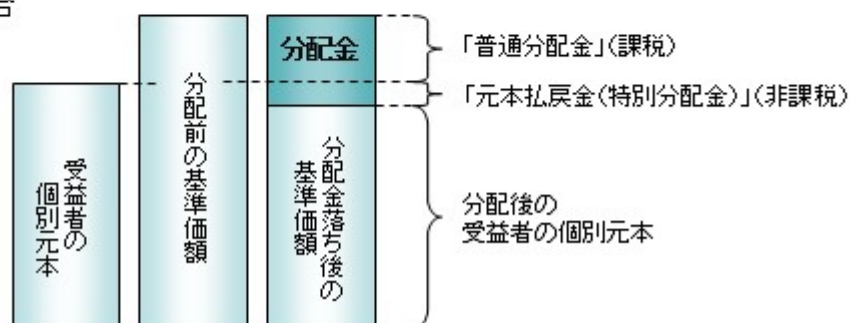 合
受益者の
個別元本
分配前の基準価額
分配金
分配金落ち後の
基準価額
「普通分配金」(課税)
「元本払戻金(特別分配金)」(非課税)
分配後の
受益者の個別元本